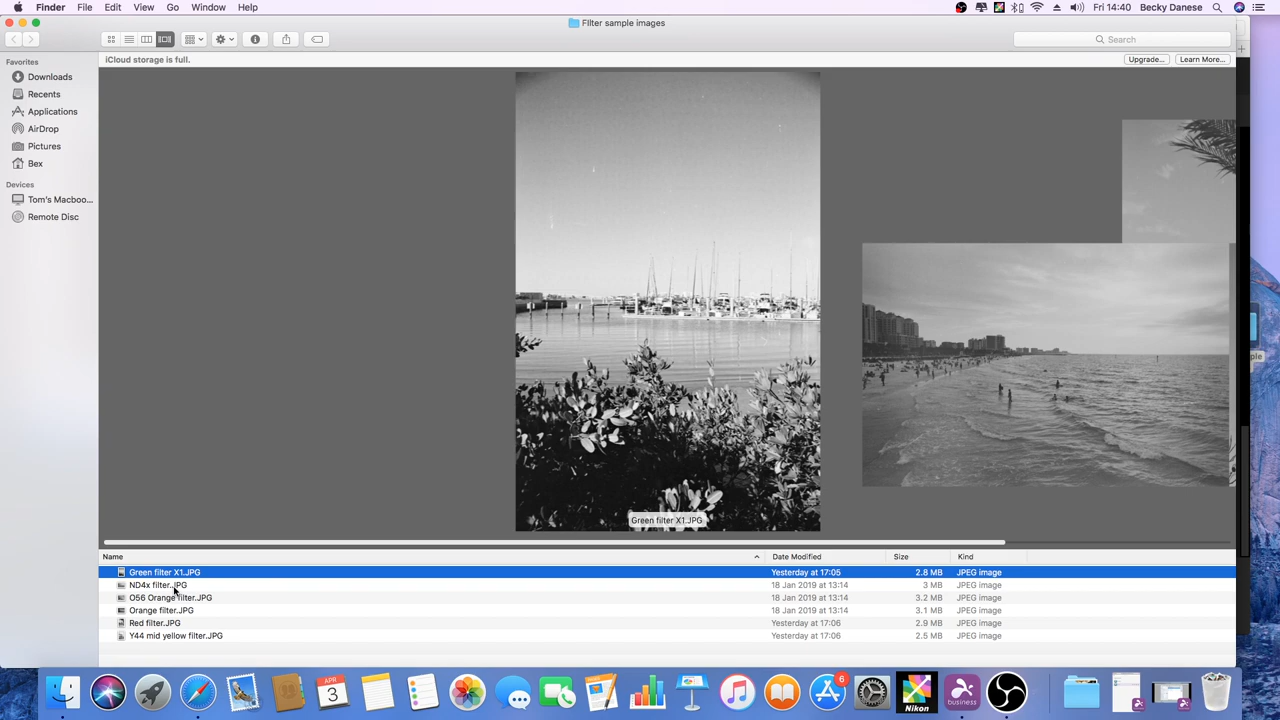 Finder File Edit View Go Window Help Fri 14:40 Becky Danese
FIlter sample images
Search
iCloud storage is full. Upgrade... Learn More...
Favorites
Downloads
Recents
Applications
AirDrop
Pictures
Bex
Devices
Tom's Macboo...
Remote Disc
Green filter X1.JPG
Name Date Modified Size Kind
Green filter X1.JPG Yesterday at 17:05 2.8 MB JPEG image
ND4x filter..JPG 18 Jan 2019 at 13:14 3 MB JPEG image
O56 Orange filter.JPG 18 Jan 2019 at 13:14 3.2 MB JPEG image
Orange filter.JPG 18 Jan 2019 at 13:14 3.1 MB JPEG image
Red filter.JPG Yesterday at 17:06 2.9 MB JPEG image
Y44 mid yellow filter.JPG Yesterday at 17:06 2.5 MB JPEG image
ple
APR
3
6
Nikon
business